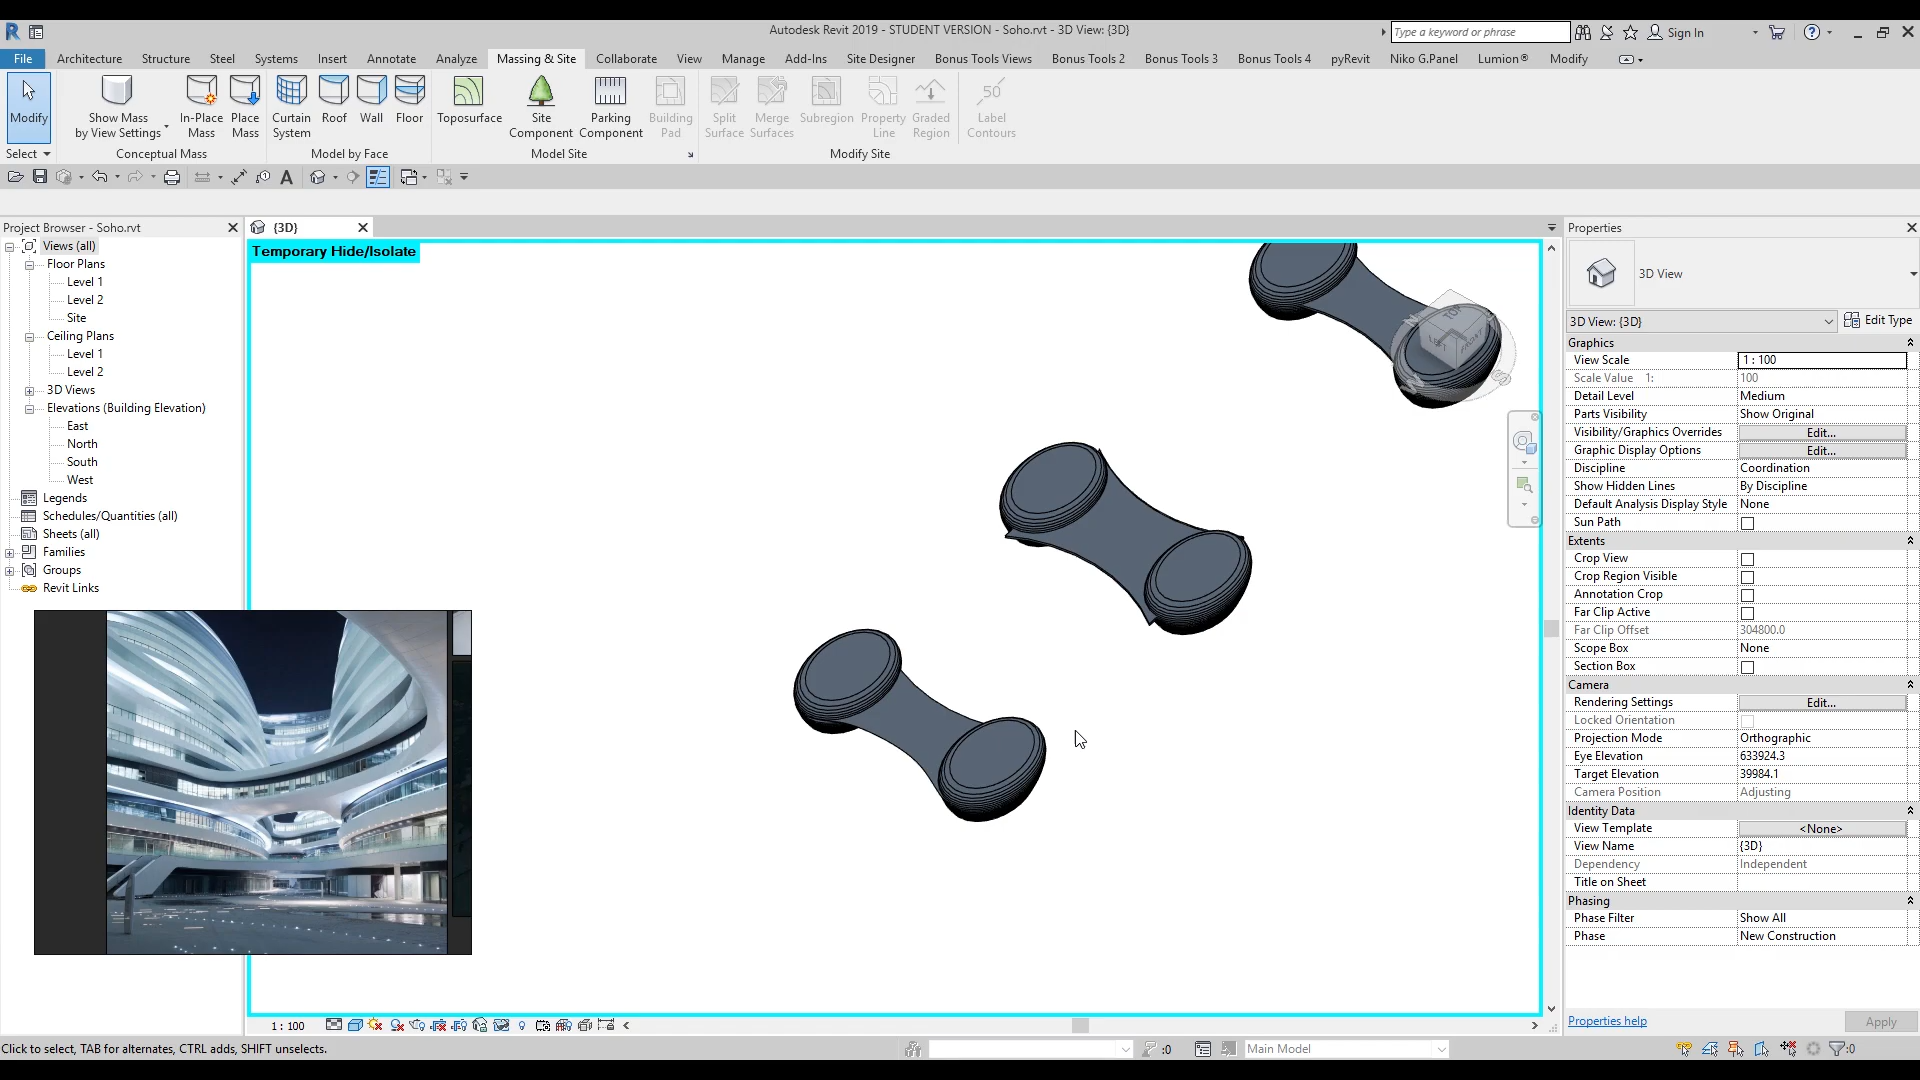 Autodesk Revit 2019 - STUDENT VERSION - Soho.rvt - 3D View: {3D}
Type a keyword or phrase
Sign In
File Architecture Structure Steel Systems Insert Annotate Analyze Massing & Site Collaborate View Manage Add-Ins Site Designer Bonus Tools Views Bonus Tools 2 Bonus Tools 3 Bonus Tools 4 pyRevit Niko G.Panel Lumion® Modify
Modify
Show Mass
by View Settings
In-Place
Mass
Place
Mass
Curtain
System
Roof
Wall
Floor
Toposurface
Site
Component
Parking
Component
Building
Pad
Split
Surface
Merge
Surfaces
Subregion
Property
Line
Graded
Region
50
Label
Contours
Select
Conceptual Mass
Model by Face
Model Site
Modify Site
Project Browser - Soho.rvt
Views (all)
Floor Plans
Level 1
Level 2
Site
Ceiling Plans
Level 1
Level 2
3D Views
Elevations (Building Elevation)
East
North
South
West
Legends
Schedules/Quantities (all)
Sheets (all)
Families
Groups
Revit Links
{3D}
Temporary Hide/Isolate
TOP
LEFT
FRONT
Properties
3D View
3D View: {3D}
Edit Type
Graphics
View Scale 1 : 100
Scale Value 1: 100
Detail Level Medium
Parts Visibility Show Original
Visibility/Graphics Overrides Edit...
Graphic Display Options Edit...
Discipline Coordination
Show Hidden Lines By Discipline
Default Analysis Display Style None
Sun Path
Extents
Crop View
Crop Region Visible
Annotation Crop
Far Clip Active
Far Clip Offset 304800.0
Scope Box None
Section Box
Camera
Rendering Settings Edit...
Locked Orientation
Projection Mode Orthographic
Eye Elevation 633924.3
Target Elevation 39984.1
Camera Position Adjusting
Identity Data
View Template <None>
View Name {3D}
Dependency Independent
Title on Sheet
Phasing
Phase Filter Show All
Phase New Construction
Properties help
Apply
1 : 100
Click to select, TAB for alternates, CTRL adds, SHIFT unselects.
:0
Main Model
:0